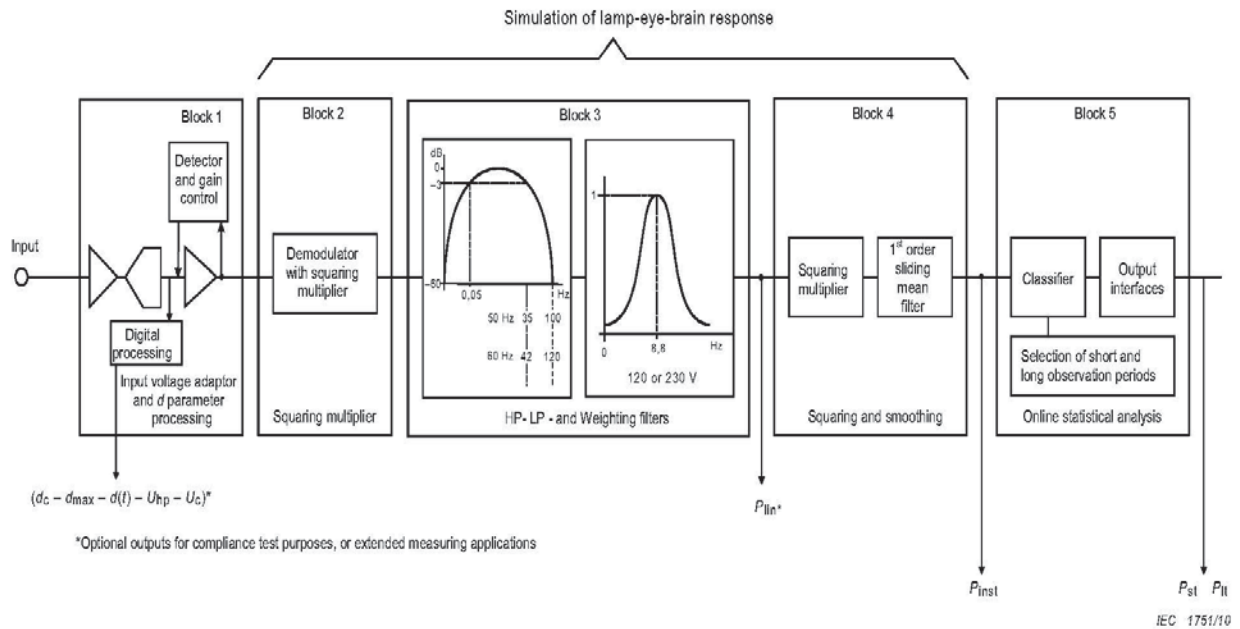 Simulation of lamp-eye-brain response
Block 1
Detector
and gain
control
Input
Digital
processing
Input voltage adaptor
and d parameter
processing
(dc – dmax – d(t) – Uhp – Uc)*
Block 2
Demodulator
with squaring
multiplier
Squaring multiplier
Block 3
dB
0
–3
–60
0,05
Hz
50 Hz 35 100
60 Hz 42 120
1
0
8,8
Hz
120 or 230 V
HP- LP - and Weighting filters
Plin*
Block 4
Squaring
multiplier
1st order
sliding
mean
filter
Squaring and smoothing
Pinst
Block 5
Classifier
Output
interfaces
Selection of short and
long observation periods
Online statistical analysis
Pst Plt
*Optional outputs for compliance test purposes, or extended measuring applications
IEC 1751/10